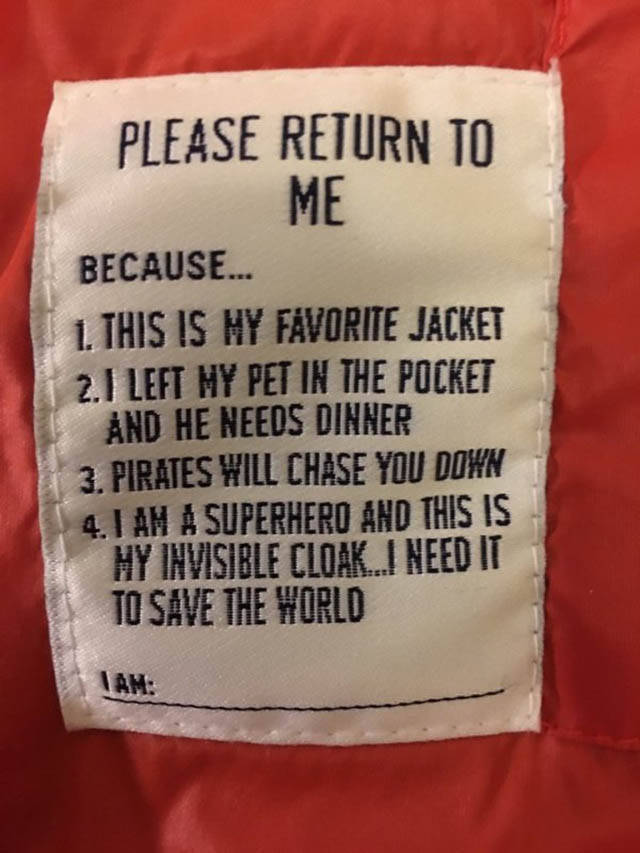 PLEASE RETURN TO
ME
BECAUSE...
1. THIS IS MY FAVORITE JACKET
2. I LEFT MY PET IN THE POCKET
AND HE NEEDS DINNER
3. PIRATES WILL CHASE YOU DOWN
4. I AM A SUPERHERO AND THIS IS
MY INVISIBLE CLOAK...I NEED IT
TO SAVE THE WORLD
I AM: